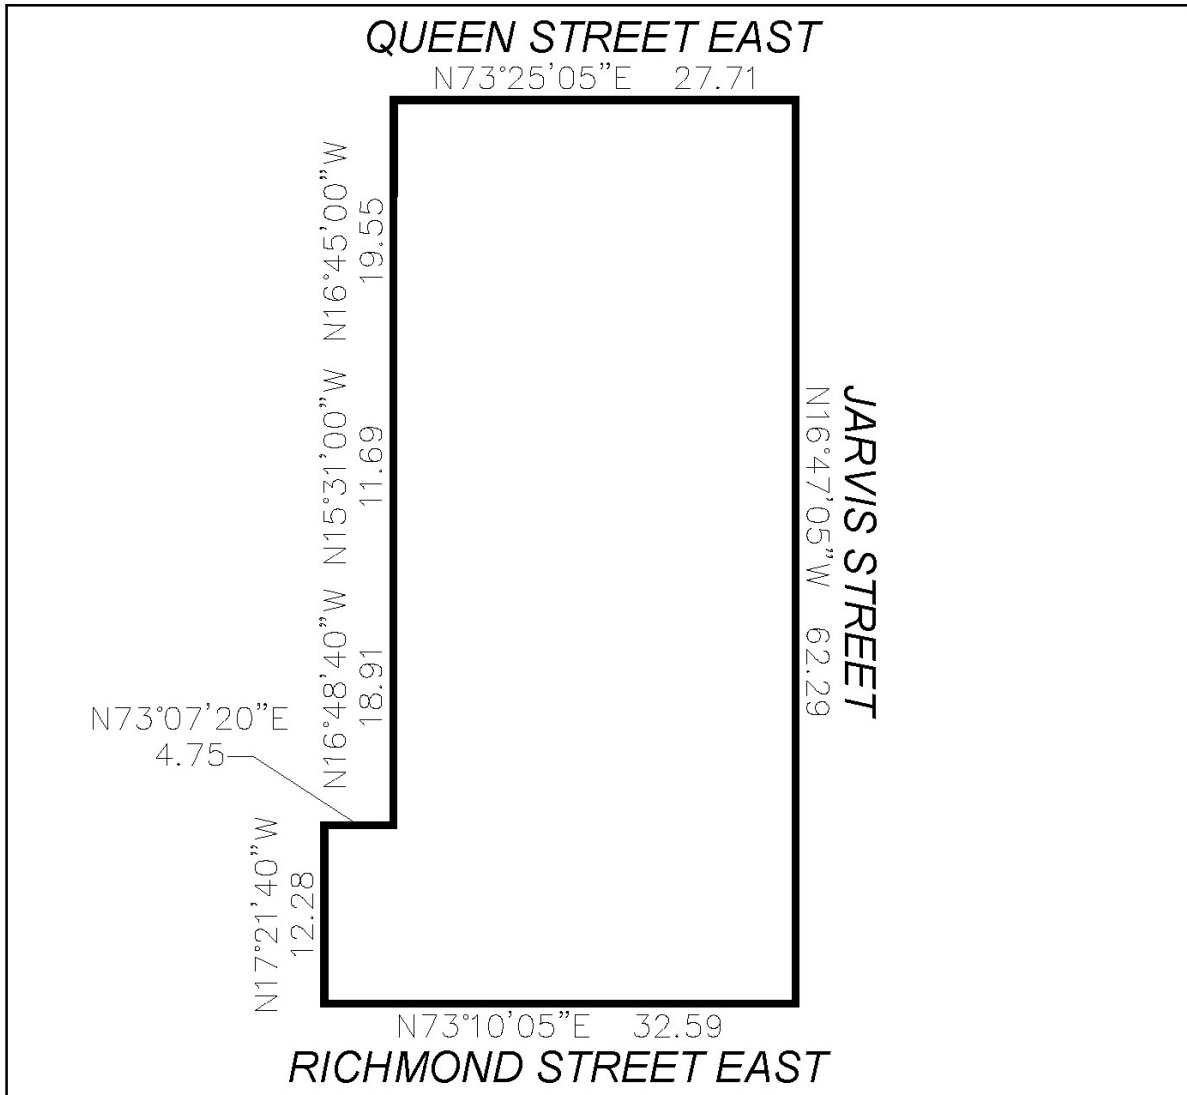 QUEEN STREET EAST
N73°25'05"E 27.71
N16°45'00"W
19.55
N15°31'00"W
11.69
N16°48'40"W
18.91
N16°47'05"W 62.29
JARVIS STREET
N73°07'20"E
4.75
N17°21'40"W
12.28
N73°10'05"E 32.59
RICHMOND STREET EAST